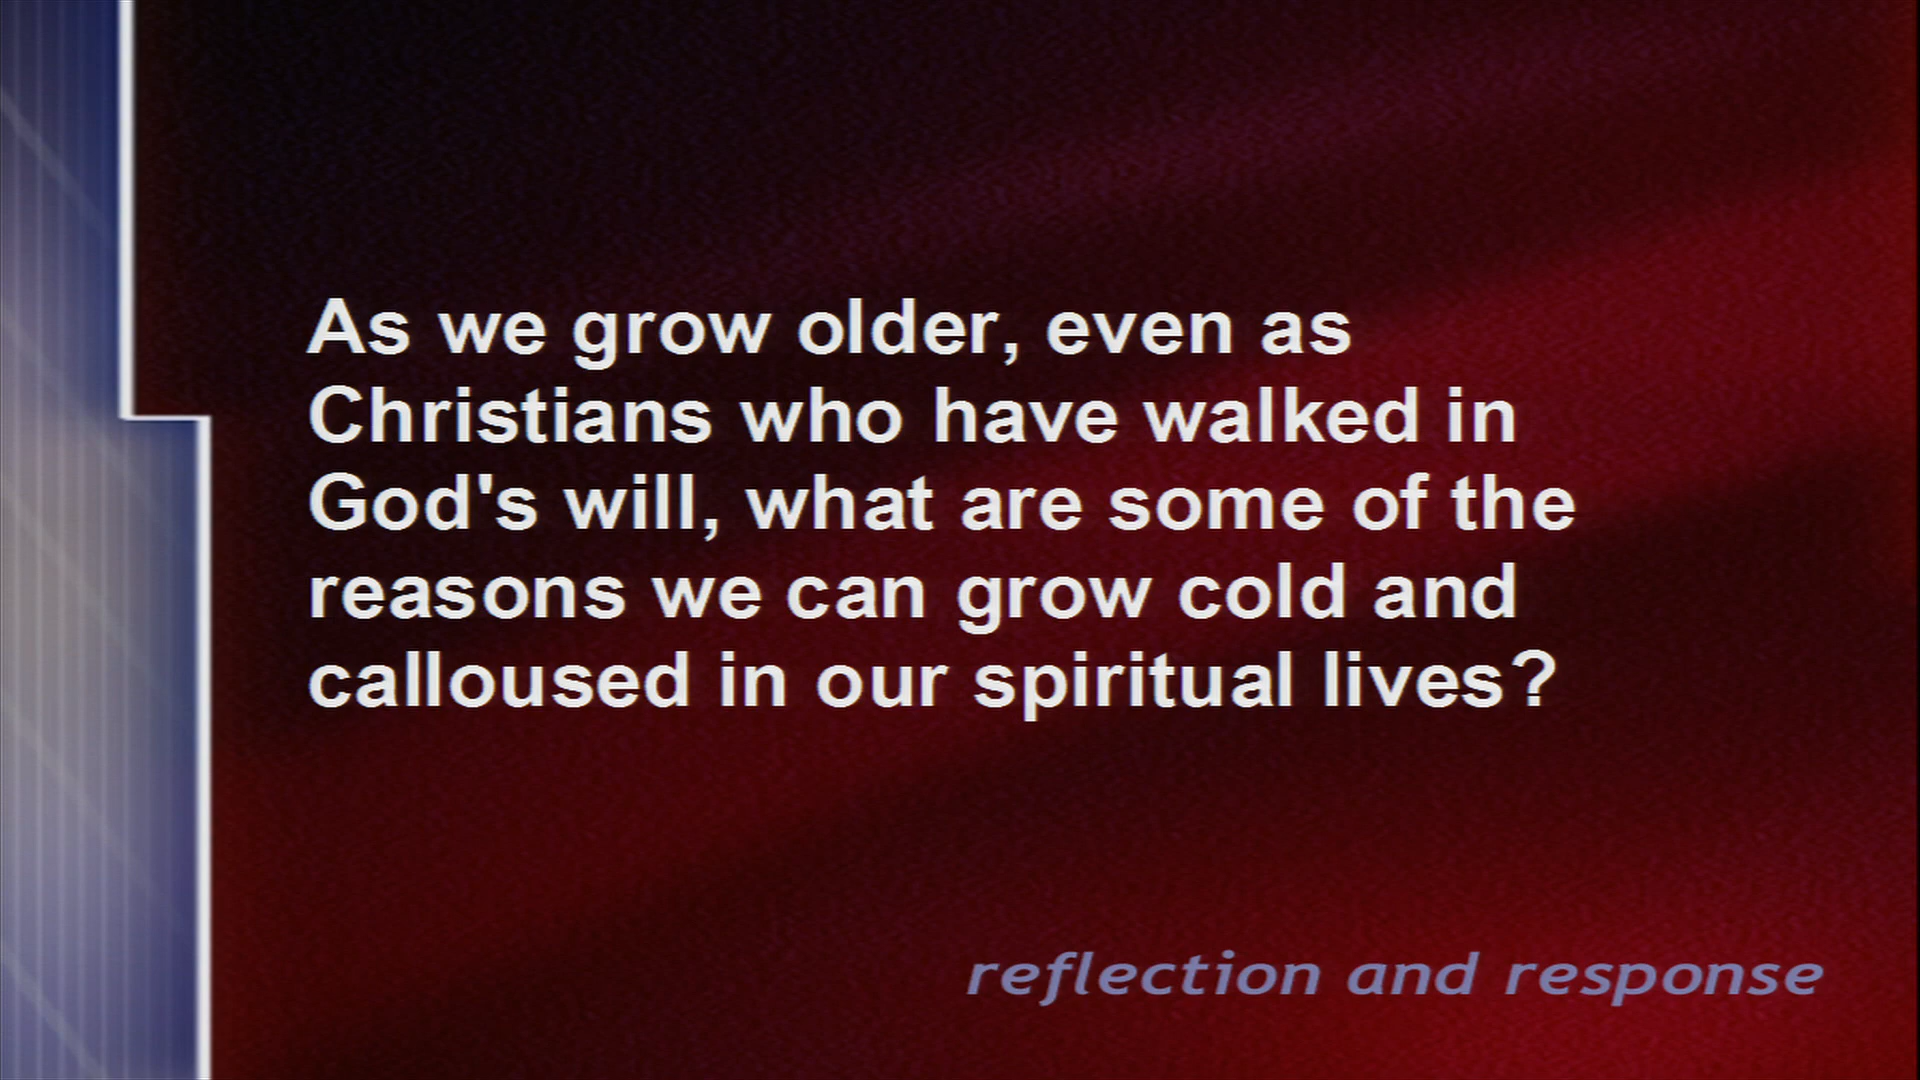 As we grow older, even as
Christians who have walked in
God's will, what are some of the
reasons we can grow cold and
calloused in our spiritual lives?
reflection and response